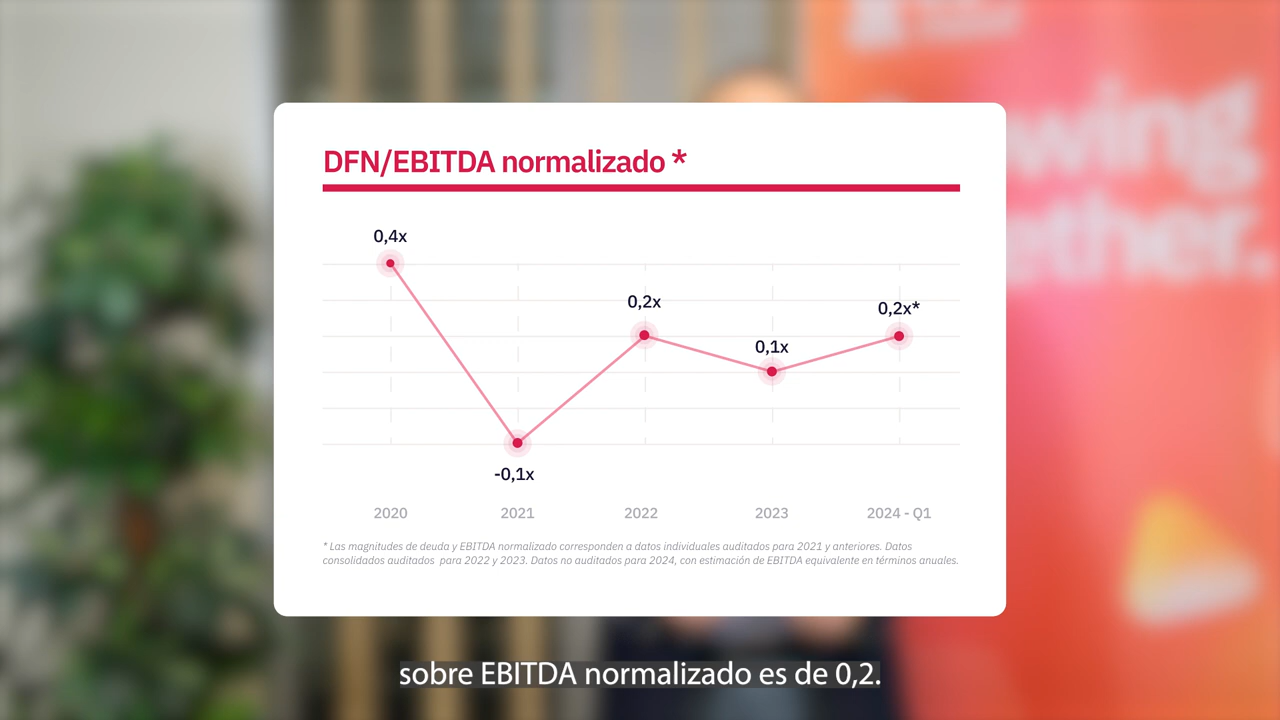 DFN/EBITDA normalizado *
0,4x
0,2x
0,2x*
0,1x
-0,1x
2020 2021 2022 2023 2024 - Q1
* Las magnitudes de deuda y EBITDA normalizado corresponden a datos individuales auditados para 2021 y anteriores. Datos
consolidados auditados para 2022 y 2023. Datos no auditados para 2024, con estimación de EBITDA equivalente en términos anuales.
sobre EBITDA normalizado es de 0,2.